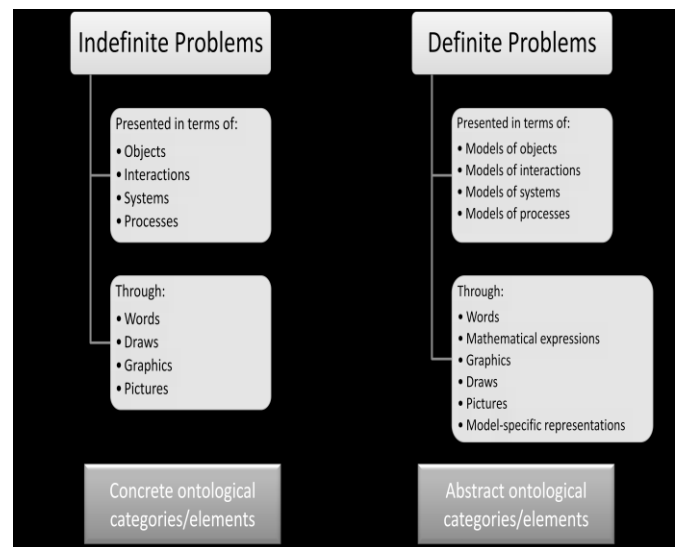 Indefinite Problems
Presented in terms of:
• Objects
• Interactions
• Systems
• Processes
Through:
• Words
• Draws
• Graphics
• Pictures
Concrete ontological
categories/elements
Definite Problems
Presented in terms of:
• Models of objects
• Models of interactions
• Models of systems
• Models of processes
Through:
• Words
• Mathematical expressions
• Graphics
• Draws
• Pictures
• Model-specific representations
Abstract ontological
categories/elements